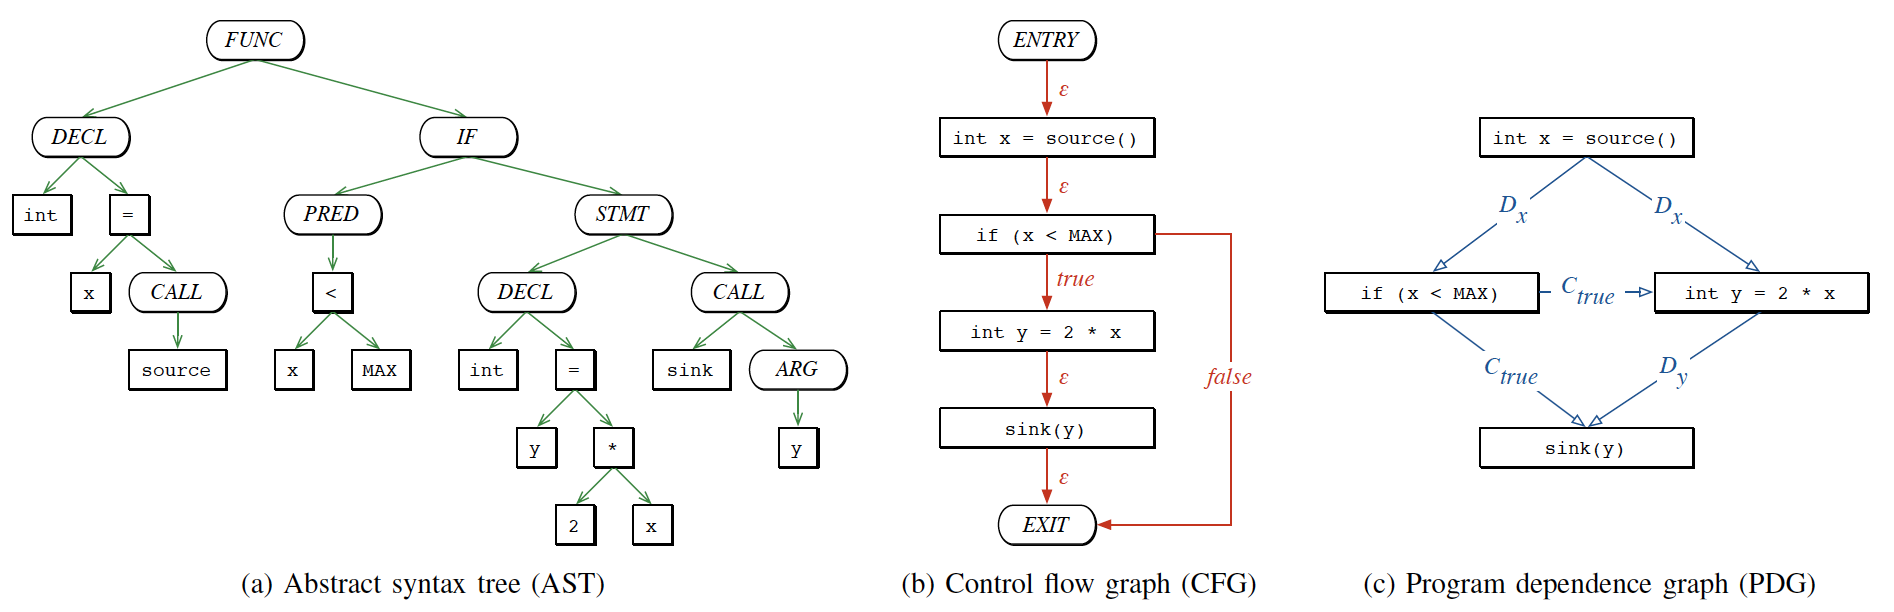 FUNC
DECL
IF
int
=
PRED
STMT
x
CALL
<
DECL
CALL
source
x
MAX
int
=
sink
ARG
y
*
y
2
x
(a) Abstract syntax tree (AST)
ENTRY
ε
int x = source()
ε
if (x < MAX)
true
int y = 2 * x
false
ε
sink(y)
ε
EXIT
(b) Control flow graph (CFG)
int x = source()
Dx
Dx
if (x < MAX)
Ctrue
int y = 2 * x
Ctrue
Dy
sink(y)
(c) Program dependence graph (PDG)